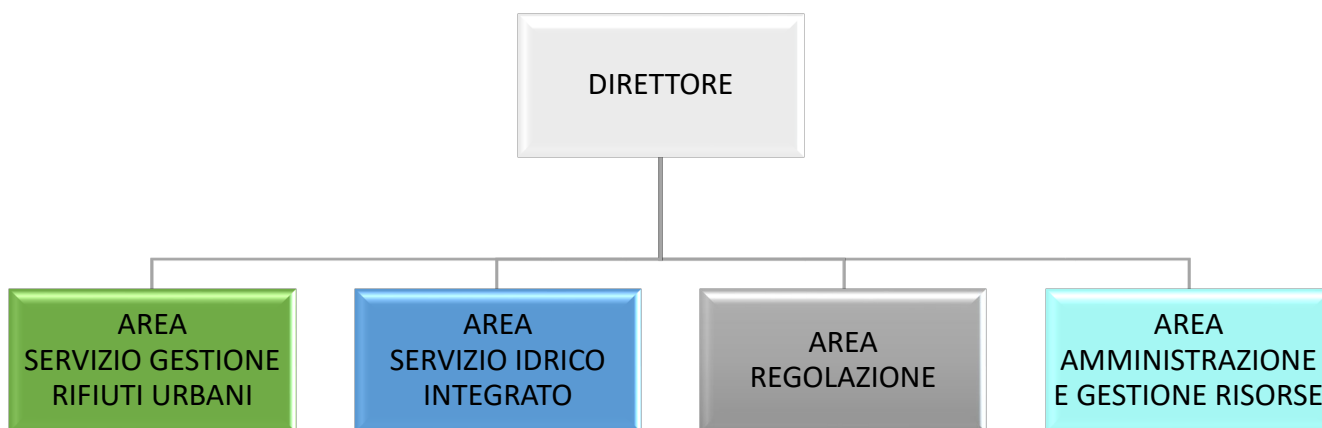 DIRETTORE
AREA
SERVIZIO GESTIONE
RIFIUTI URBANI
AREA
SERVIZIO IDRICO
INTEGRATO
AREA
REGOLAZIONE
AREA
AMMINISTRAZIONE
E GESTIONE RISORSE